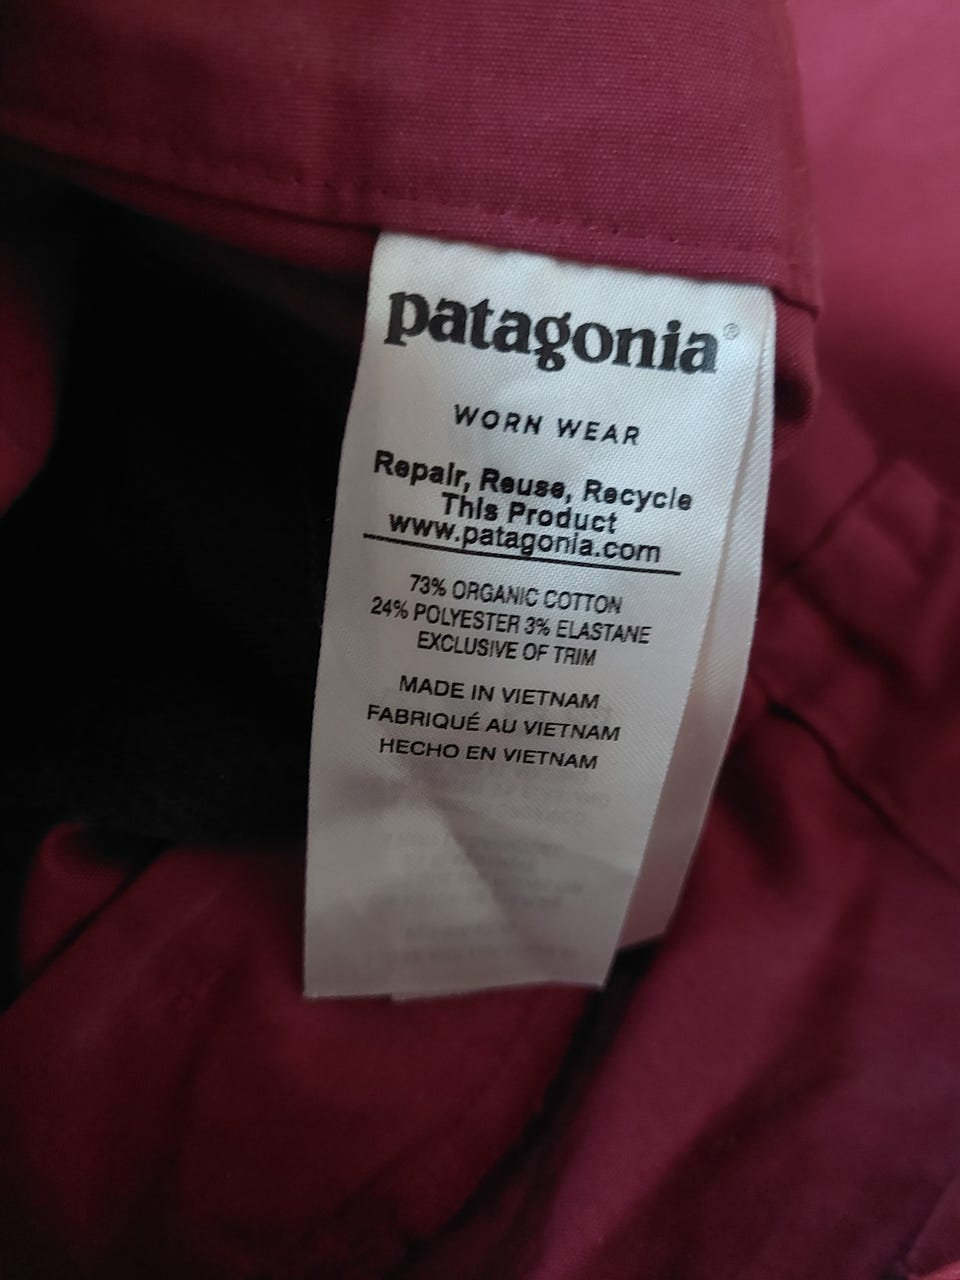 patagonia®
WORN WEAR
Repair, Reuse, Recycle
This Product
www.patagonia.com
73% ORGANIC COTTON
24% POLYESTER 3% ELASTANE
EXCLUSIVE OF TRIM
MADE IN VIETNAM
FABRIQUÉ AU VIETNAM
HECHO EN VIETNAM